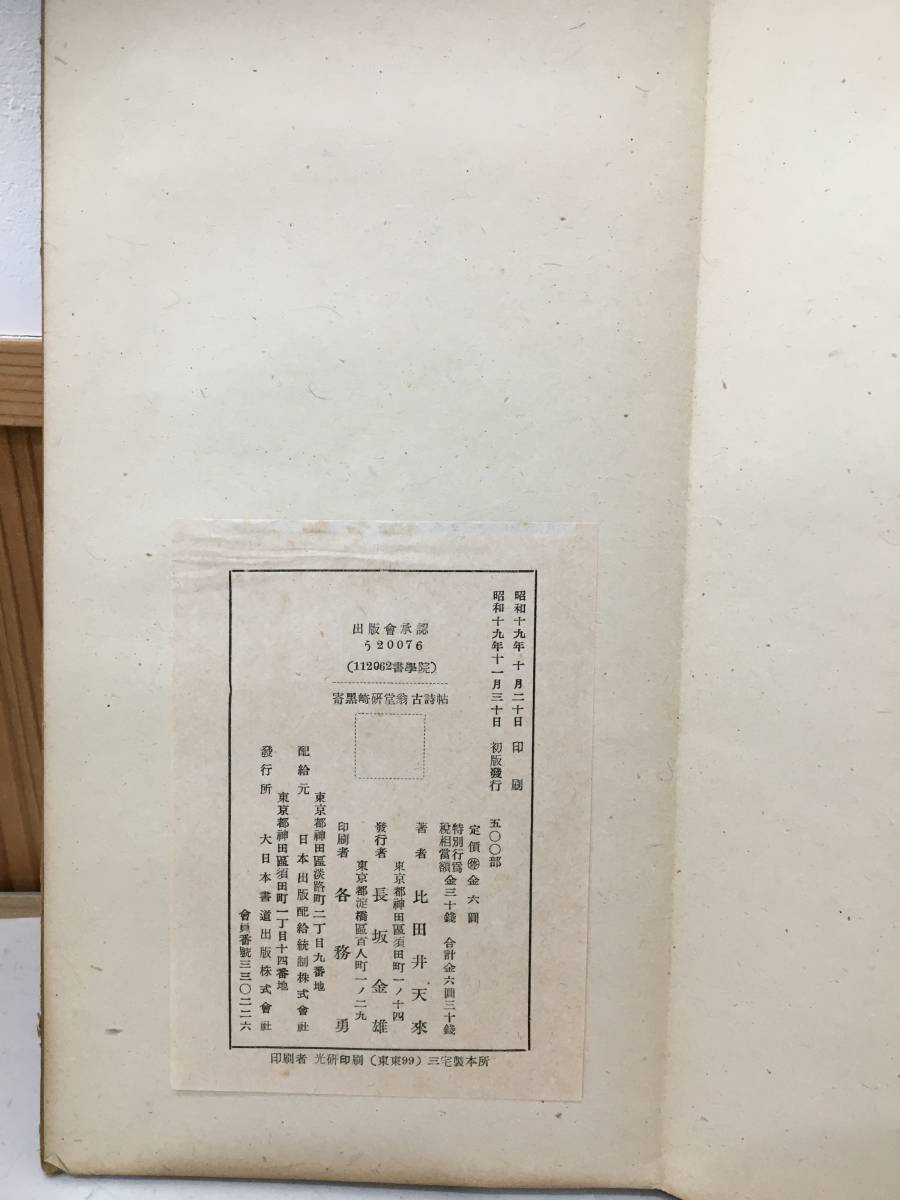 昭和十九年十月二十日 印刷
昭和十九年十一月三十日 初版發行
五〇〇部
定價㊕金六圓
特別行爲稅相當額 金三十錢 合計金六圓三十錢
出版會承認
う520076
(112062書學院)
寄黑崎研堂翁古詩帖
著者 比田井天來
東京都神田區須田町一ノ十四
發行者 長坂金雄
東京都淀橋區百人町一ノ二九
印刷者 各務勇
東京都神田區淡路町二丁目九番地
配給元 日本出版配給統制株式會社
東京都神田區須田町一丁目十四番地
發行所 大日本書道出版株式會社
會員番號三三〇二二六
印刷者 光研印刷(東東99)三宅製本所